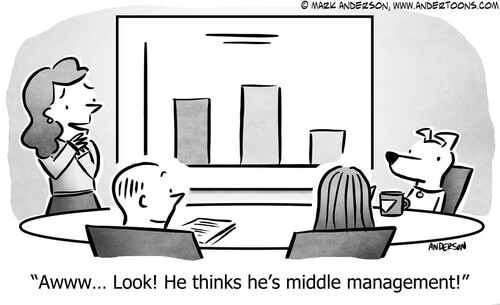 © MARK ANDERSON, WWW.ANDERTOONS.COM
ANDERSON
“Awww… Look! He thinks he’s middle management!”